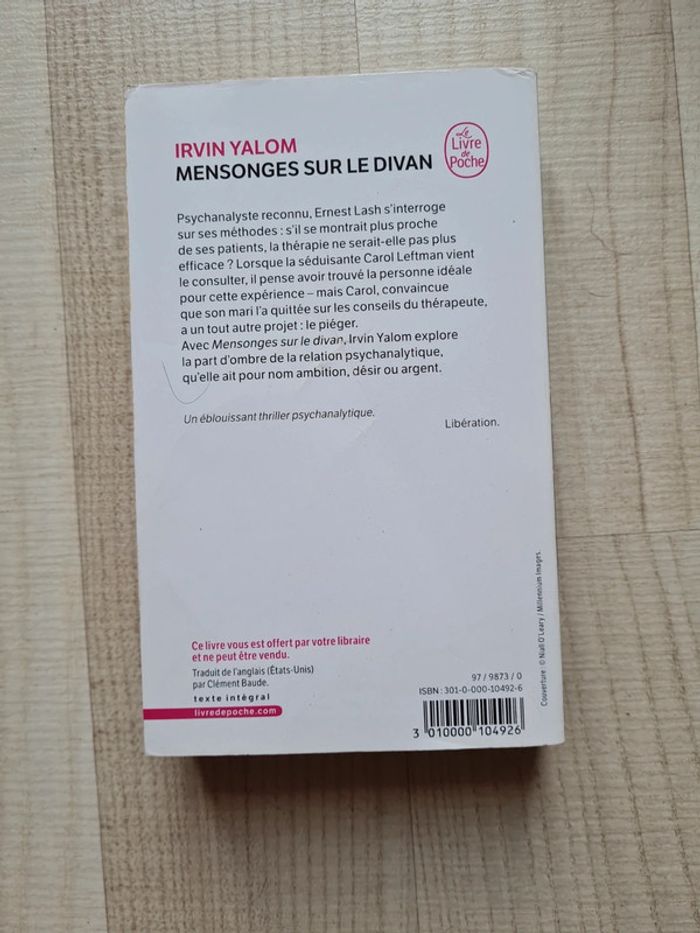 IRVIN YALOM
MENSONGES SUR LE DIVAN
Le
Livre
de
Poche
Psychanalyste reconnu, Ernest Lash s'interroge
sur ses méthodes : s'il se montrait plus proche
de ses patients, la thérapie ne serait-elle pas plus
efficace ? Lorsque la séduisante Carol Leftman vient
le consulter, il pense avoir trouvé la personne idéale
pour cette expérience – mais Carol, convaincue
que son mari l'a quittée sur les conseils du thérapeute,
a un tout autre projet : le piéger.
Avec Mensonges sur le divan, Irvin Yalom explore
la part d'ombre de la relation psychanalytique,
qu'elle ait pour nom ambition, désir ou argent.
Un éblouissant thriller psychanalytique.
Libération.
Ce livre vous est offert par votre libraire
et ne peut être vendu.
Traduit de l'anglais (États-Unis)
par Clément Baude.
texte intégral
livredepoche.com
97 / 9873 / 0
ISBN : 301-0-000-10492-6
3 010000 104926
Couverture : © Niall O'Leary / Millennium Images.